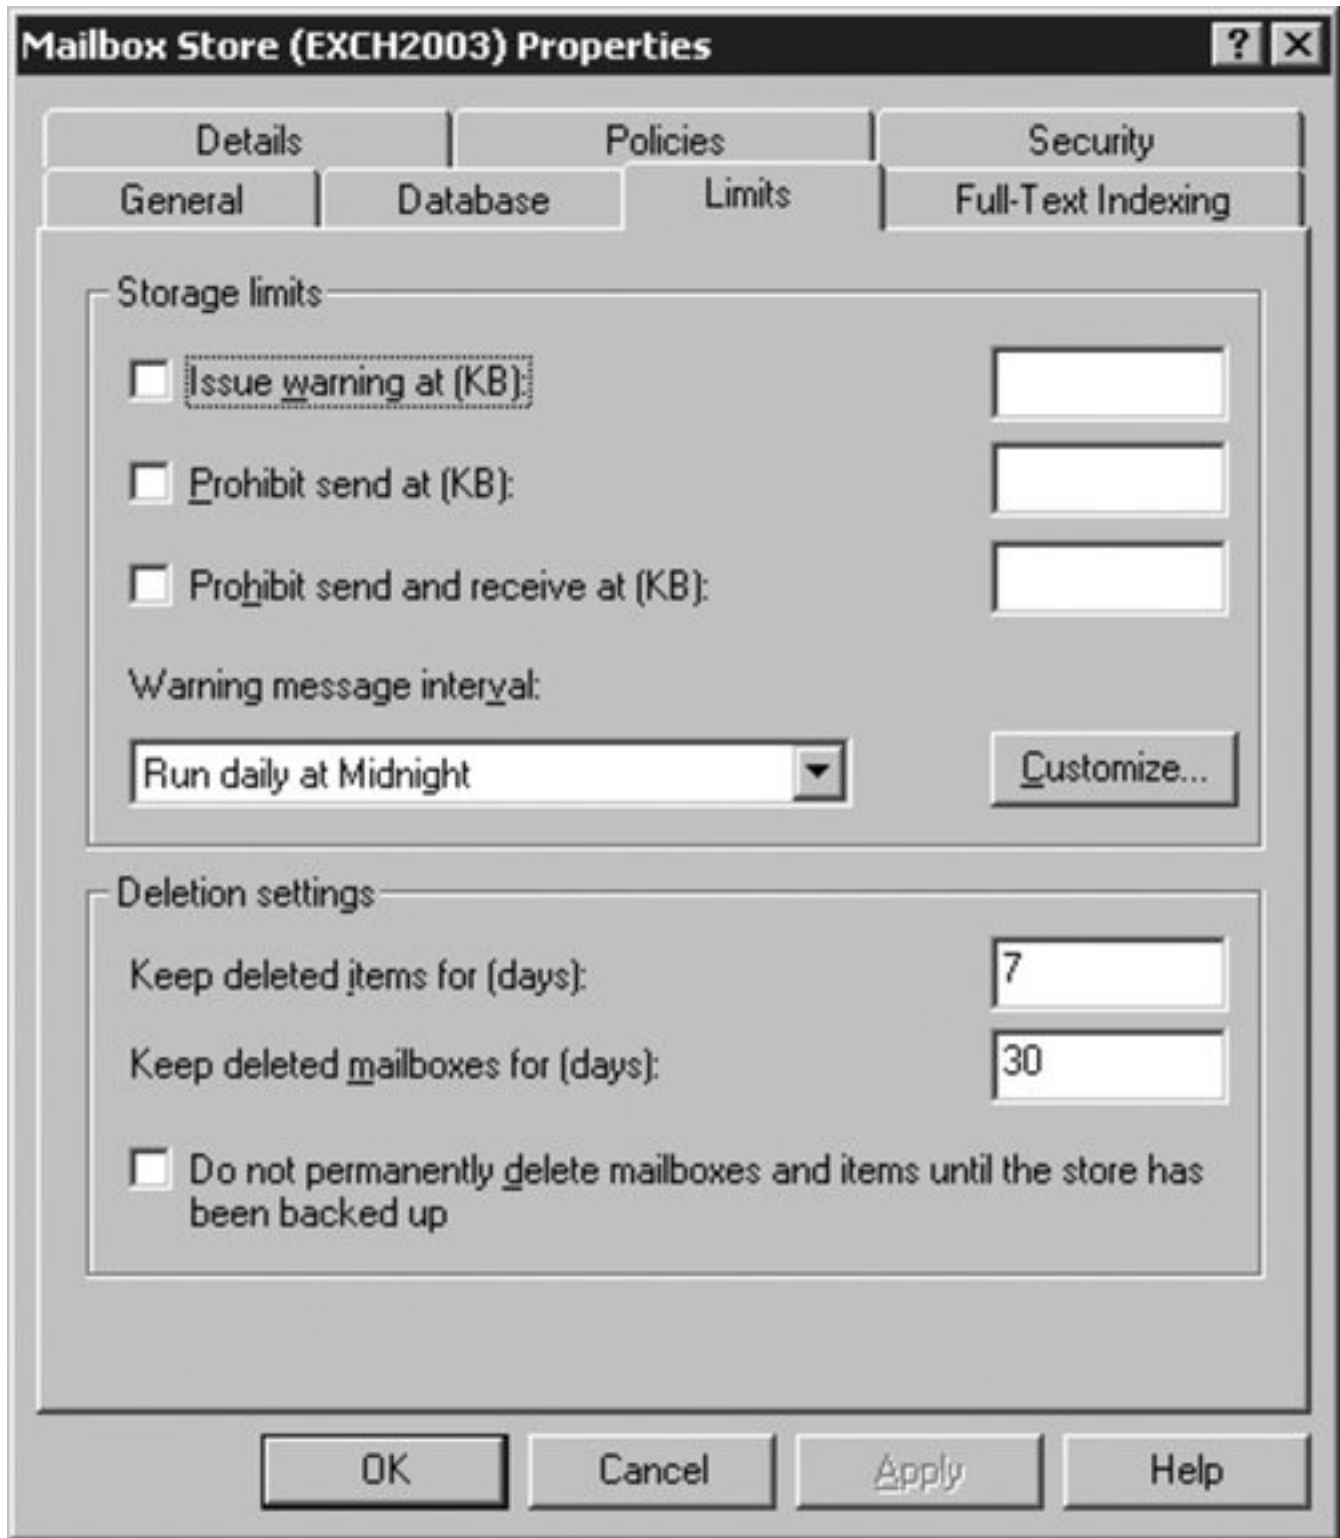 Mailbox Store (EXCH2003) Properties
?
Details
Policies
Security
General
Database
Limits
Full-Text Indexing
Storage limits
Issue warning at (KB):
Prohibit send at (KB):
Prohibit send and receive at (KB):
Warning message interval:
Run daily at Midnight
Customize...
Deletion settings
Keep deleted items for (days):
7
Keep deleted mailboxes for (days):
30
Do not permanently delete mailboxes and items until the store has
been backed up
OK
Cancel
Apply
Help